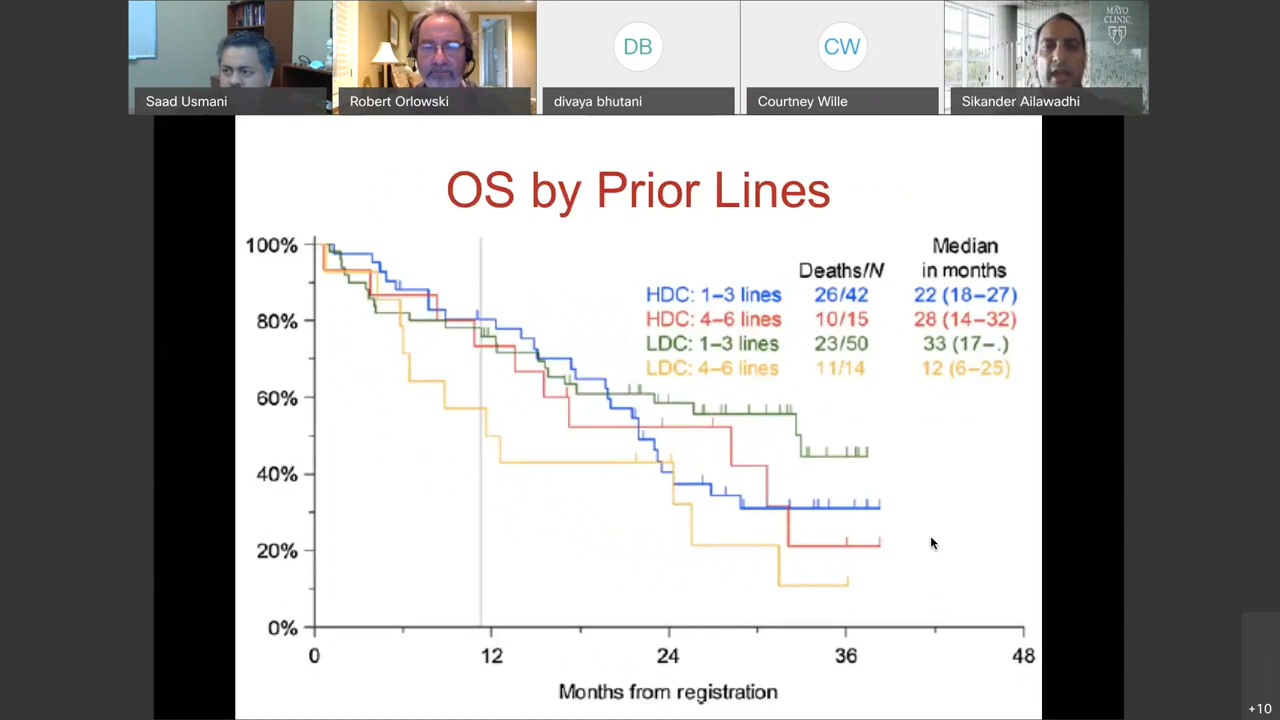 MAYO
CLINIC
DB
CW
Saad Usmani
Robert Orlowski
divaya bhutani
Courtney Wille
Sikander Ailawadhi
OS by Prior Lines
Median
Deaths/N in months
HDC: 1–3 lines 26/42 22 (18–27)
HDC: 4–6 lines 10/15 28 (14–32)
LDC: 1–3 lines 23/50 33 (17–.)
LDC: 4–6 lines 11/14 12 (6–25)
100%
80%
60%
40%
20%
0%
0 12 24 36 48
Months from registration
+10